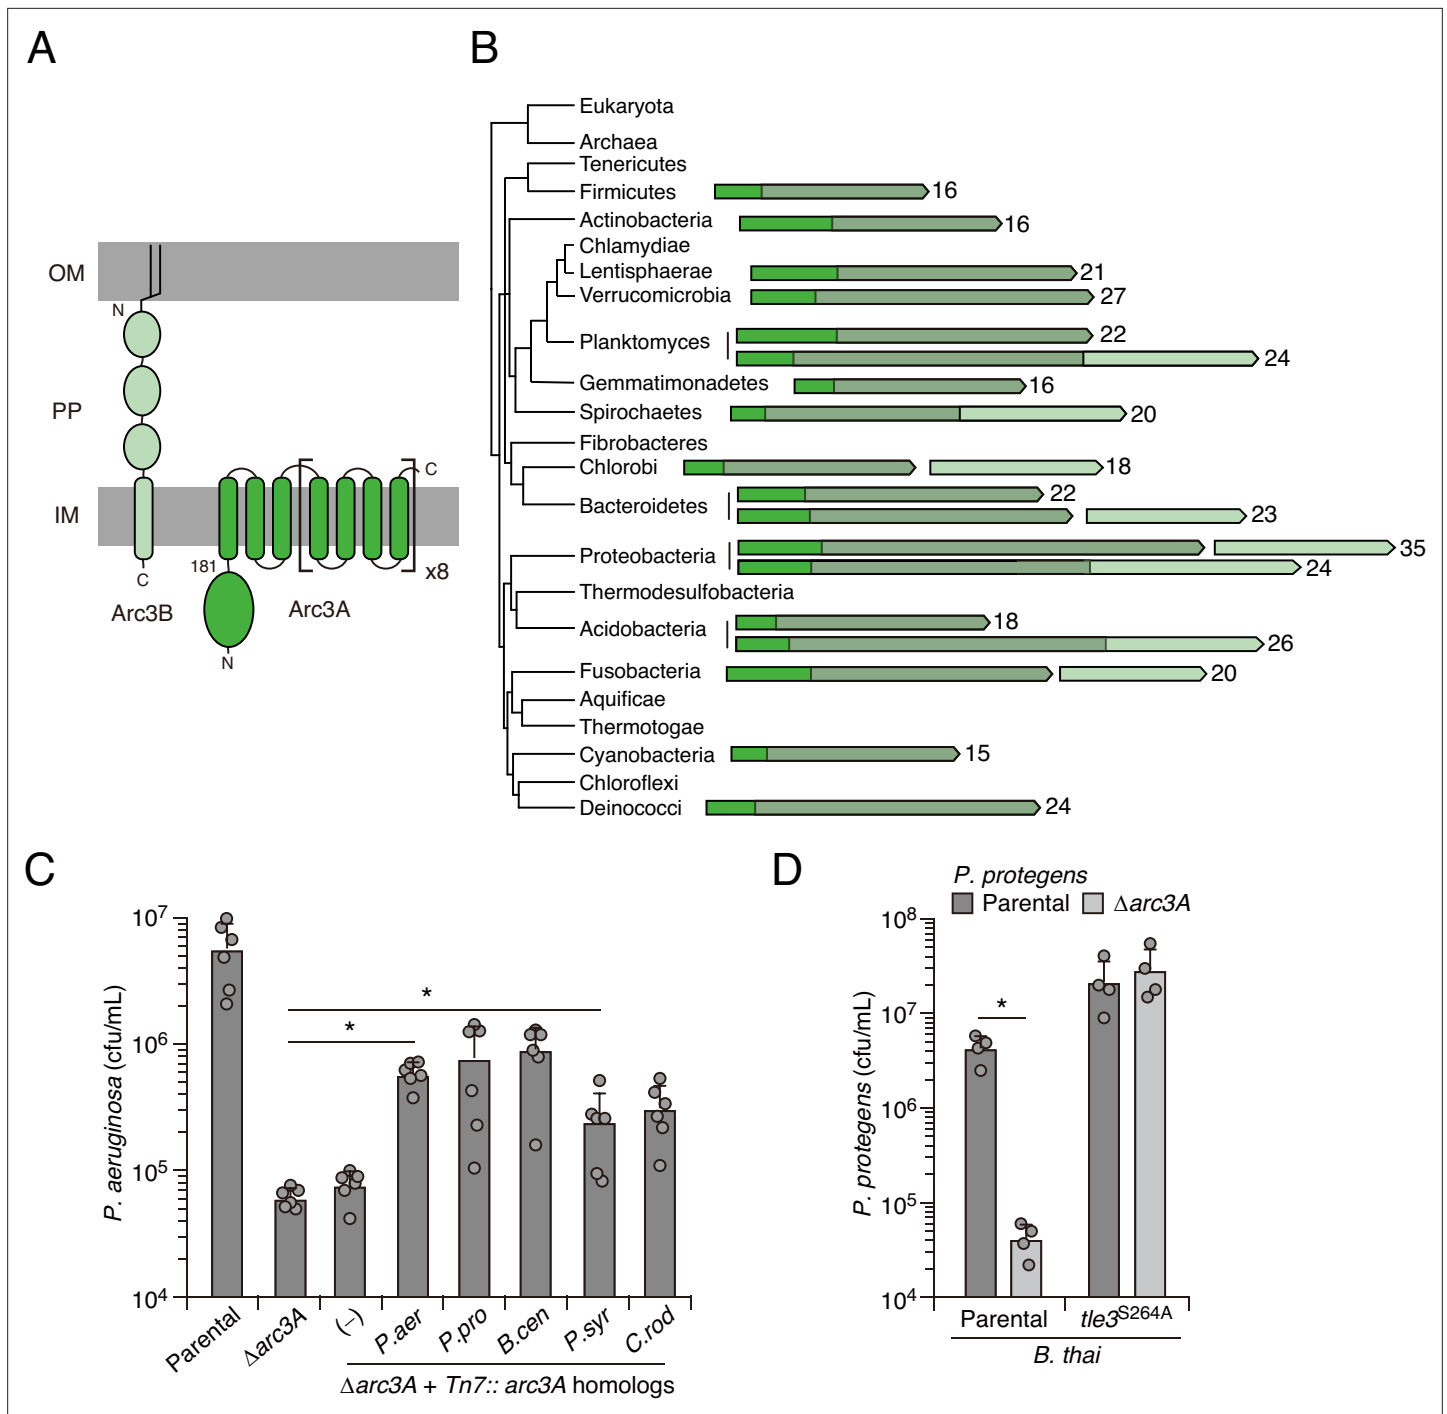 A
OM
N
PP
C
IM
181
x8
C
Arc3B
Arc3A
N
B
Eukaryota
Archaea
Tenericutes
Firmicutes 16
Actinobacteria 16
Chlamydiae
Lentisphaerae 21
Verrucomicrobia 27
Planktomyces 22
24
Gemmatimonadetes 16
Spirochaetes 20
Fibrobacteres
Chlorobi 18
Bacteroidetes 22
23
Proteobacteria 35
24
Thermodesulfobacteria
Acidobacteria 18
26
Fusobacteria 20
Aquificae
Thermotogae
Cyanobacteria 15
Chloroflexi
Deinococci 24
C
P. aeruginosa (cfu/mL)
10⁷
10⁶
10⁵
10⁴
*
*
Parental
Δarc3A
(–)
P.aer
P.pro
B.cen
P.syr
C.rod
Δarc3A + Tn7:: arc3A homologs
D
P. protegens
Parental Δarc3A
P. protegens (cfu/mL)
10⁸
10⁷
10⁶
10⁵
10⁴
*
Parental tle3S264A
B. thai